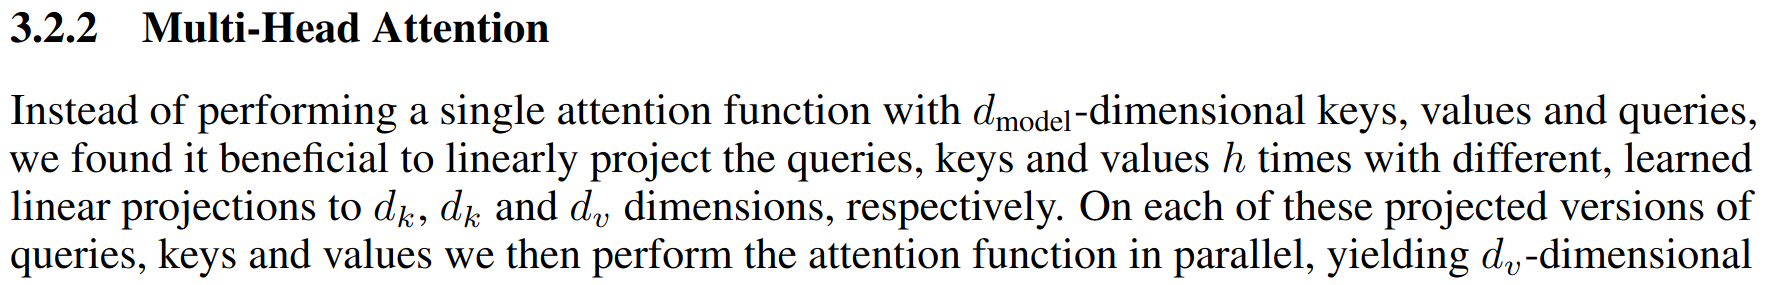 3.2.2 Multi-Head Attention
Instead of performing a single attention function with d_model-dimensional keys, values and queries,
we found it beneficial to linearly project the queries, keys and values h times with different, learned
linear projections to d_k, d_k and d_v dimensions, respectively. On each of these projected versions of
queries, keys and values we then perform the attention function in parallel, yielding d_v-dimensional